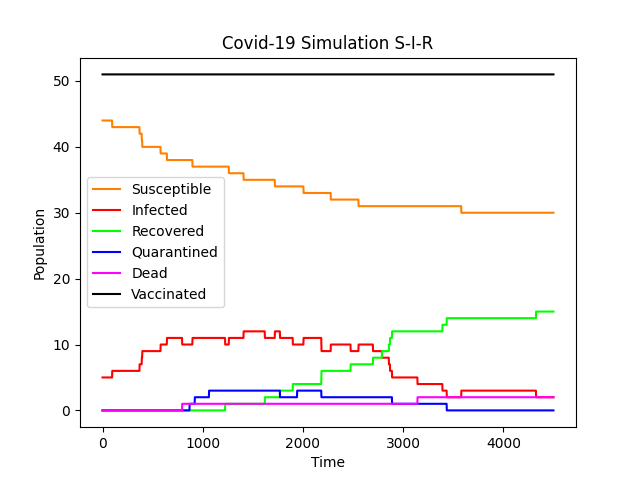 Covid-19 Simulation S-I-R
50
40
30
20
10
0
Population
Susceptible
Infected
Recovered
Quarantined
Dead
Vaccinated
0 1000 2000 3000 4000
Time